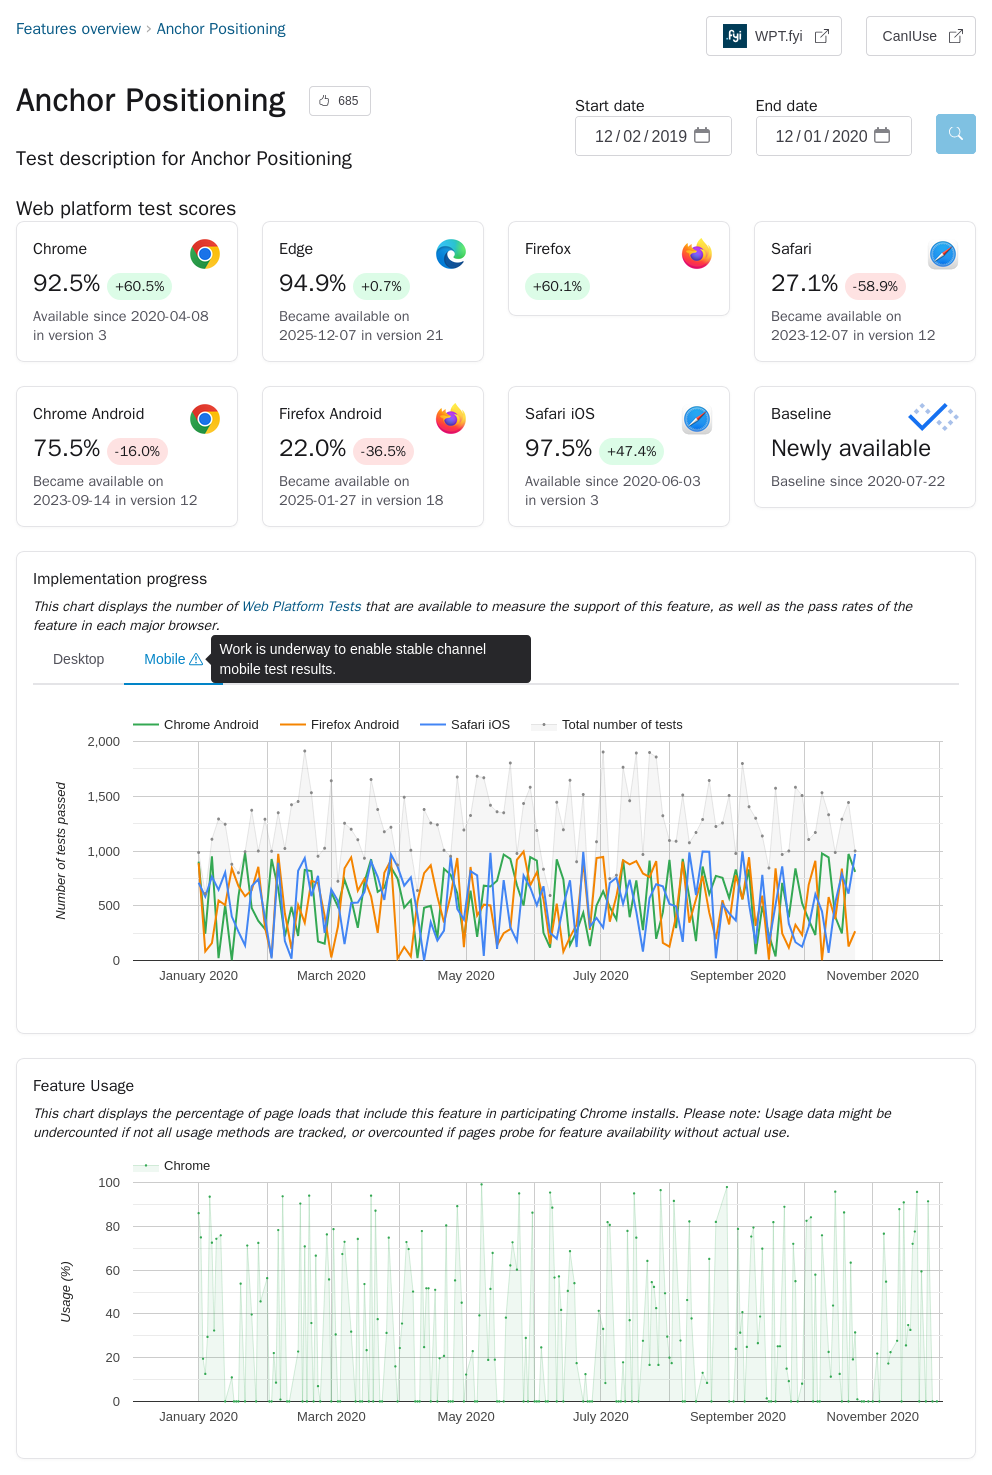 Features overview › Anchor Positioning
.fyi WPT.fyi
CanIUse
Anchor Positioning
685
Start date
12/02/2019
End date
12/01/2020
Test description for Anchor Positioning
Web platform test scores
Chrome
92.5% +60.5%
Available since 2020-04-08
in version 3
Edge
94.9% +0.7%
Became available on
2025-12-07 in version 21
Firefox
+60.1%
Safari
27.1% -58.9%
Became available on
2023-12-07 in version 12
Chrome Android
75.5% -16.0%
Became available on
2023-09-14 in version 12
Firefox Android
22.0% -36.5%
Became available on
2025-01-27 in version 18
Safari iOS
97.5% +47.4%
Available since 2020-06-03
in version 3
Baseline
Newly available
Baseline since 2020-07-22
Implementation progress
This chart displays the number of Web Platform Tests that are available to measure the support of this feature, as well as the pass rates of the
feature in each major browser.
Desktop
Mobile
Work is underway to enable stable channel
mobile test results.
Chrome Android
Firefox Android
Safari iOS
Total number of tests
Number of tests passed
2,000
1,500
1,000
500
0
January 2020
March 2020
May 2020
July 2020
September 2020
November 2020
Feature Usage
This chart displays the percentage of page loads that include this feature in participating Chrome installs. Please note: Usage data might be
undercounted if not all usage methods are tracked, or overcounted if pages probe for feature availability without actual use.
Chrome
Usage (%)
100
80
60
40
20
0
January 2020
March 2020
May 2020
July 2020
September 2020
November 2020